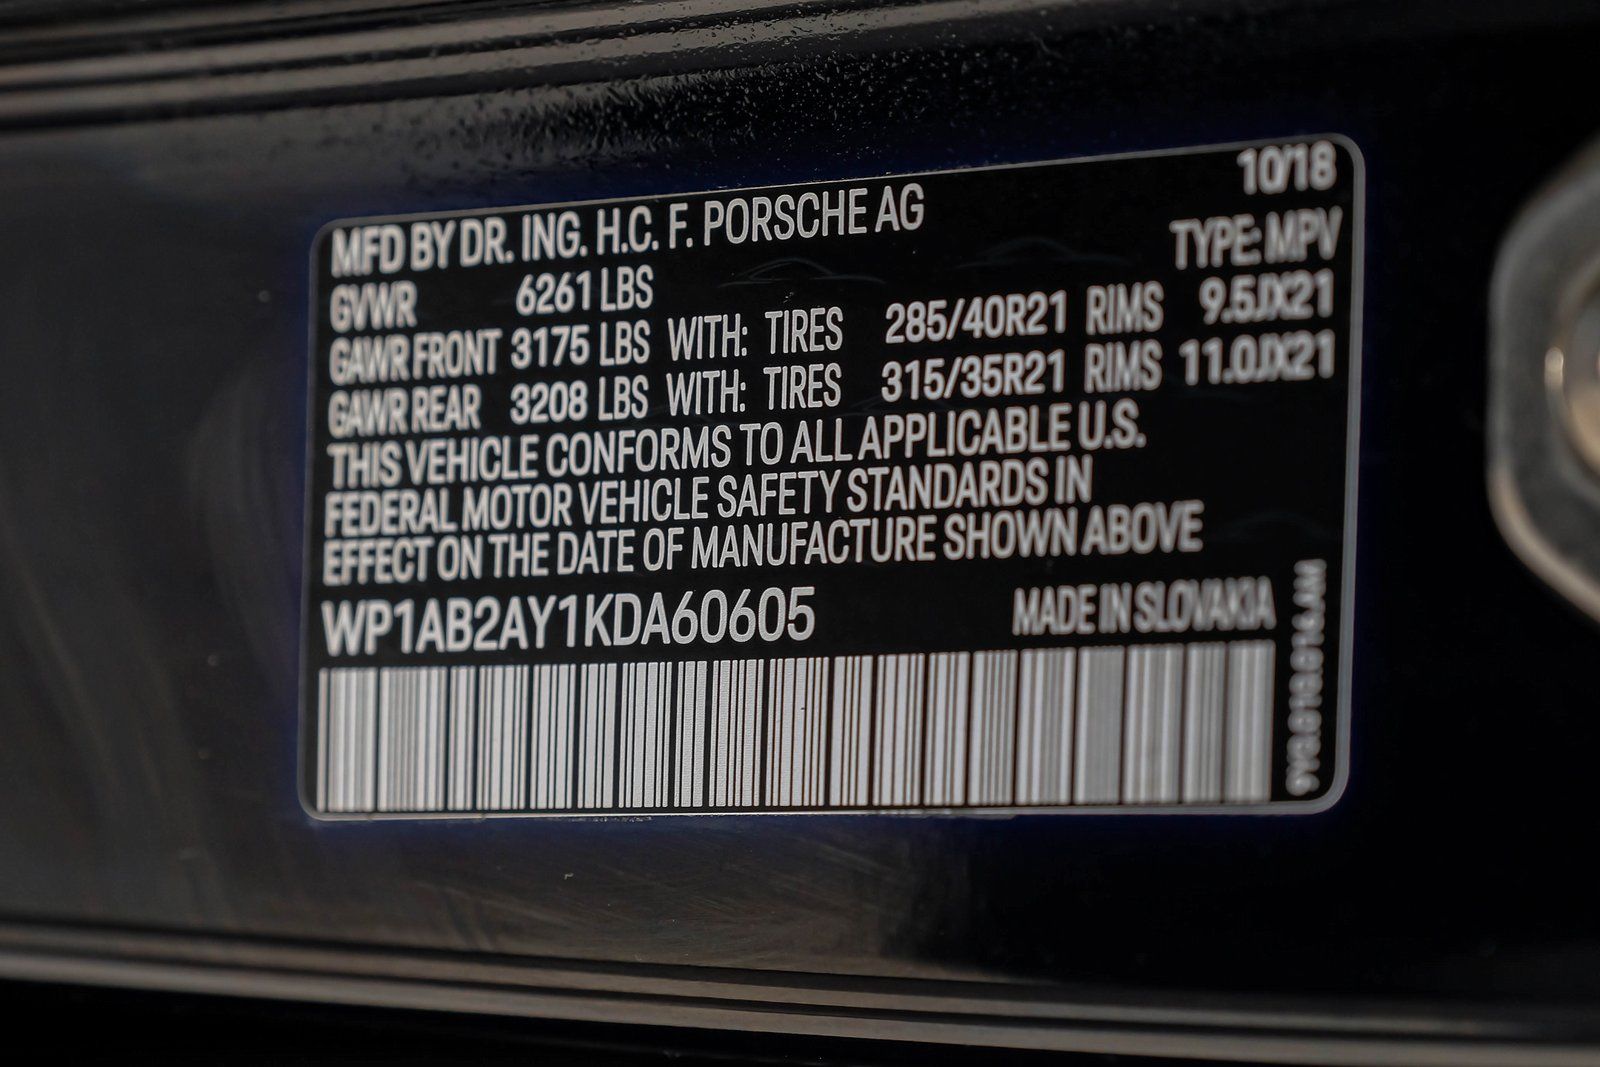 10/18
MFD BY DR. ING. H.C. F. PORSCHE AG
TYPE: MPV
GVWR 6261 LBS
GAWR FRONT 3175 LBS WITH: TIRES 285/40R21 RIMS 9.5JX21
GAWR REAR 3208 LBS WITH: TIRES 315/35R21 RIMS 11.0JX21
THIS VEHICLE CONFORMS TO ALL APPLICABLE U.S.
FEDERAL MOTOR VEHICLE SAFETY STANDARDS IN
EFFECT ON THE DATE OF MANUFACTURE SHOWN ABOVE
WP1AB2AY1KDA60605
MADE IN SLOVAKIA